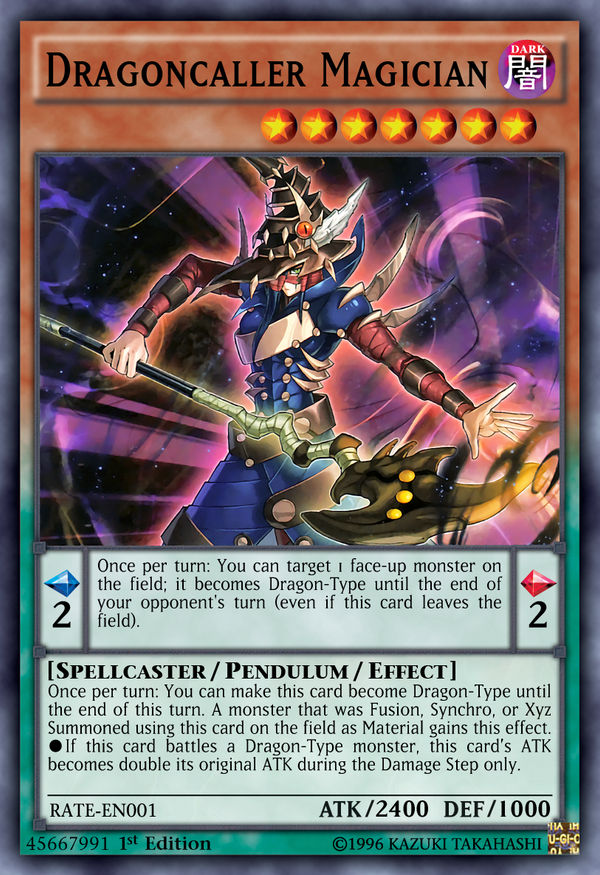 Dragoncaller Magician
DARK
闇
Once per turn: You can target 1 face-up monster on
the field; it becomes Dragon-Type until the end of
your opponent's turn (even if this card leaves the
field).
2
2
[Spellcaster / Pendulum / Effect]
Once per turn: You can make this card become Dragon-Type until
the end of this turn. A monster that was Fusion, Synchro, or Xyz
Summoned using this card on the field as Material gains this effect.
●If this card battles a Dragon-Type monster, this card's ATK
becomes double its original ATK during the Damage Step only.
RATE-EN001 ATK/2400 DEF/1000
45667991 1st Edition ©1996 KAZUKI TAKAHASHI